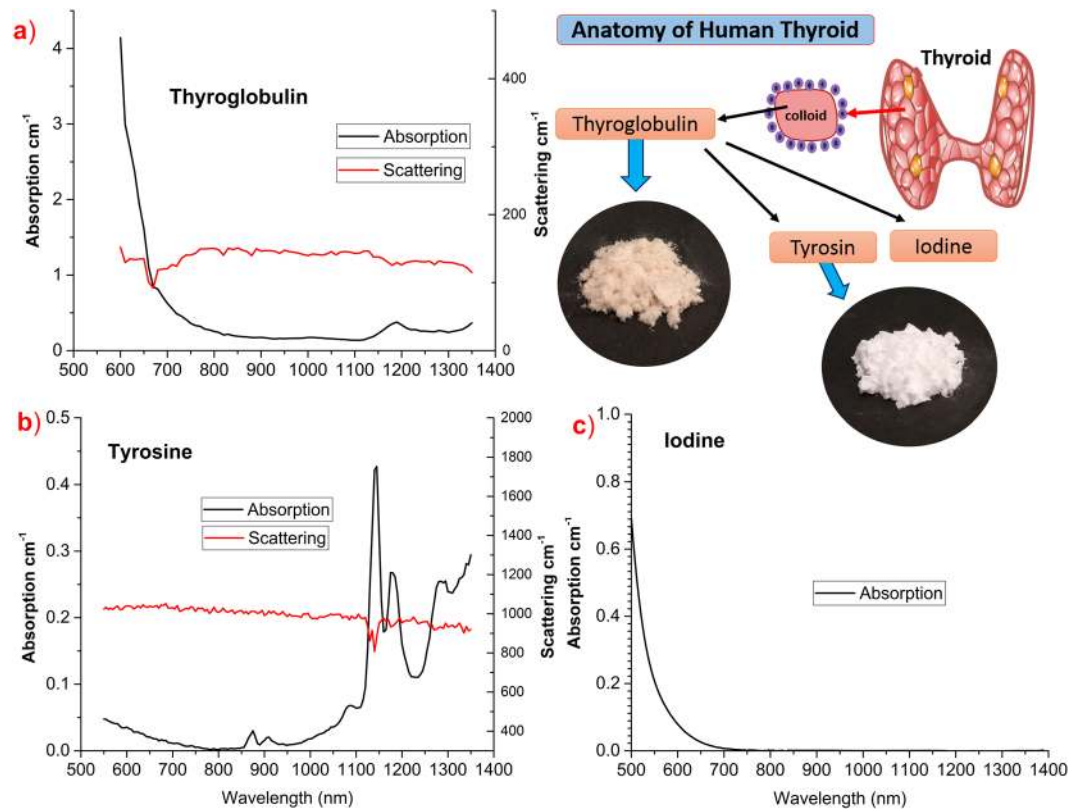 a)
4
3
2
1
0
Absorption cm⁻¹
Thyroglobulin
Absorption
Scattering
400
200
0
Scattering cm⁻¹
500 600 700 800 900 1000 1100 1200 1300 1400
Anatomy of Human Thyroid
Thyroid
colloid
Thyroglobulin
Tyrosin
Iodine
b)
0.5
0.4
0.3
0.2
0.1
0.0
Absorption cm⁻¹
Tyrosine
Absorption
Scattering
2000
1800
1600
1400
1200
1000
800
600
400
Scattering cm⁻¹
500 600 700 800 900 1000 1100 1200 1300 1400
Wavelength (nm)
c)
1.0
0.8
0.6
0.4
0.2
0.0
Absorption cm⁻¹
Iodine
Absorption
500 600 700 800 900 1000 1100 1200 1300 1400
Wavelength (nm)